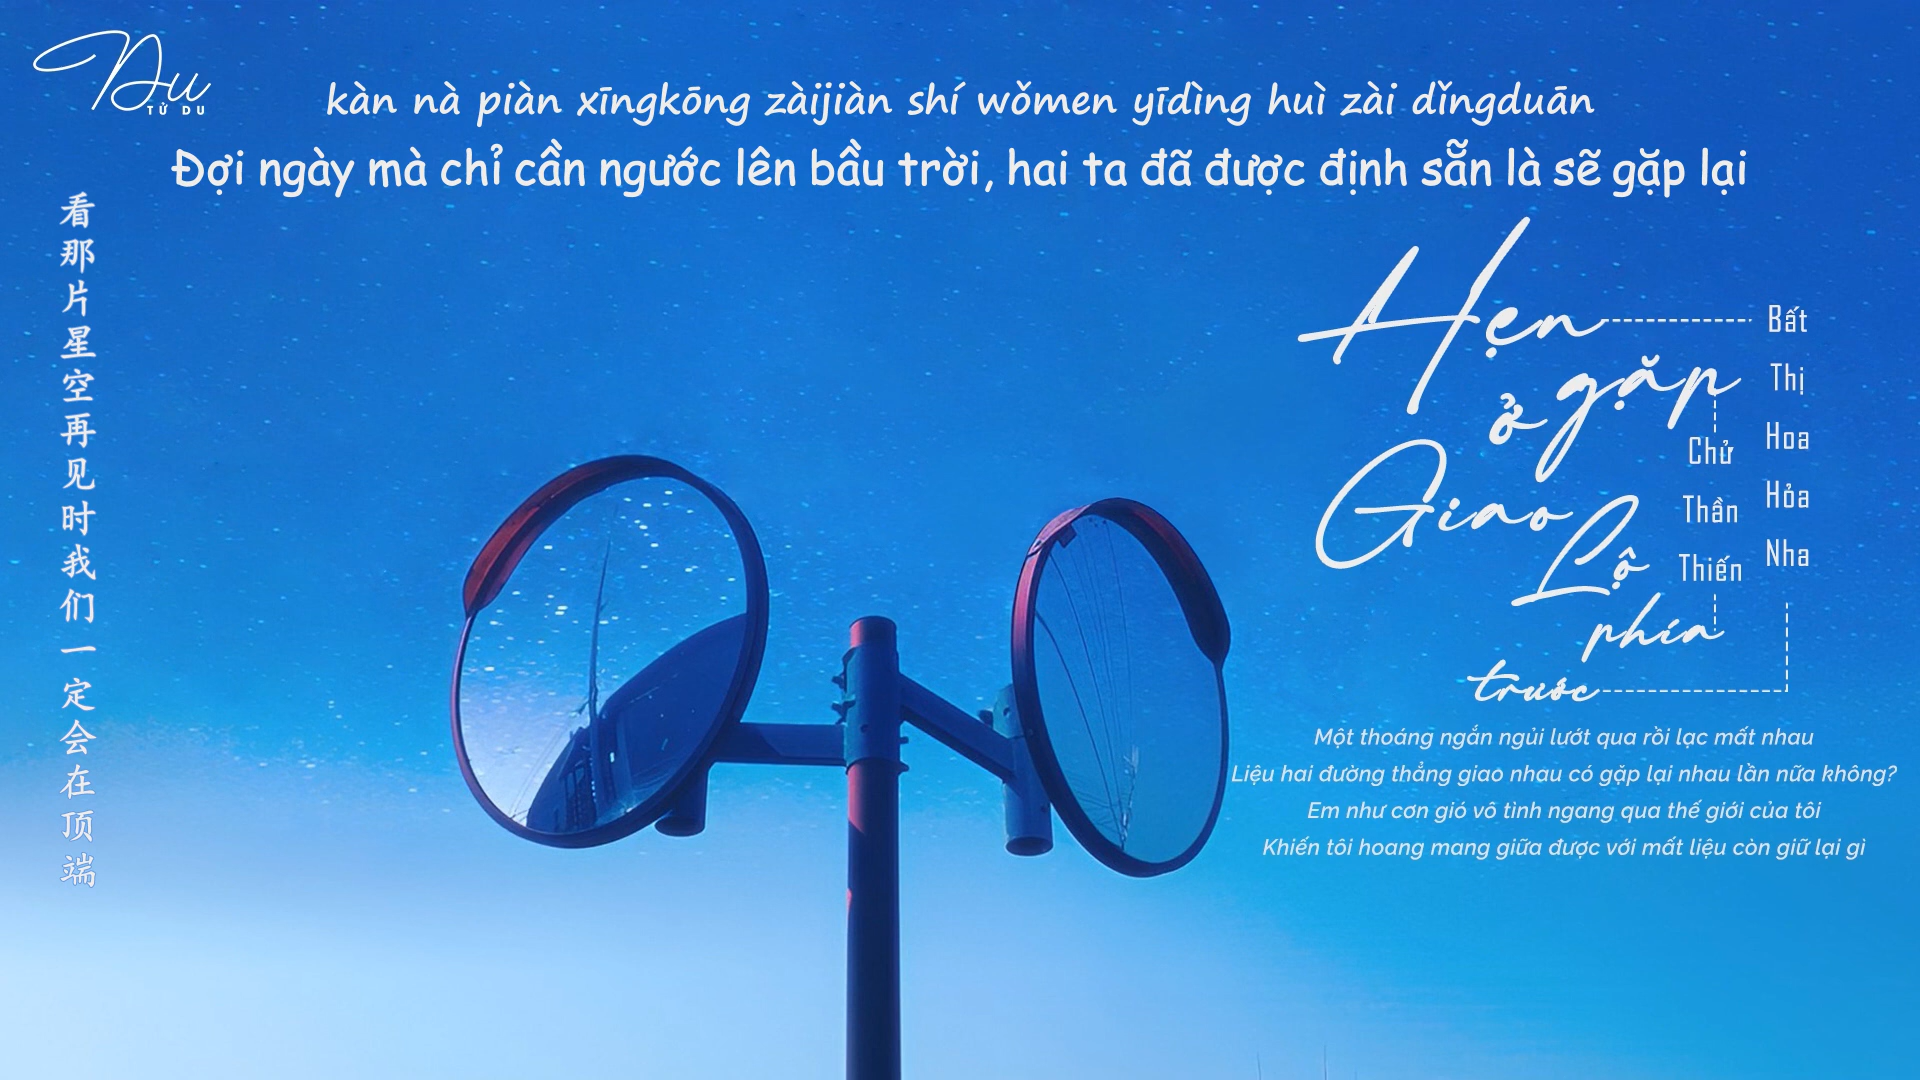 Du
TỬ DU
kàn nà piàn xīngkōng zàijiàn shí wǒmen yīdìng huì zài dǐngduān
Đợi ngày mà chỉ cần ngước lên bầu trời, hai ta đã được định sẵn là sẽ gặp lại
看那片星空再见时我们一定会在顶端
Hẹn
gặp
ở
Giao
Lộ
phía
trước
Bất
Thị
Hoa
Hỏa
Nha
Chử
Thần
Thiến
Một thoáng ngắn ngủi lướt qua rồi lạc mất nhau
Liệu hai đường thẳng giao nhau có gặp lại nhau lần nữa không?
Em như cơn gió vô tình ngang qua thế giới của tôi
Khiến tôi hoang mang giữa được với mất liệu còn giữ lại gì